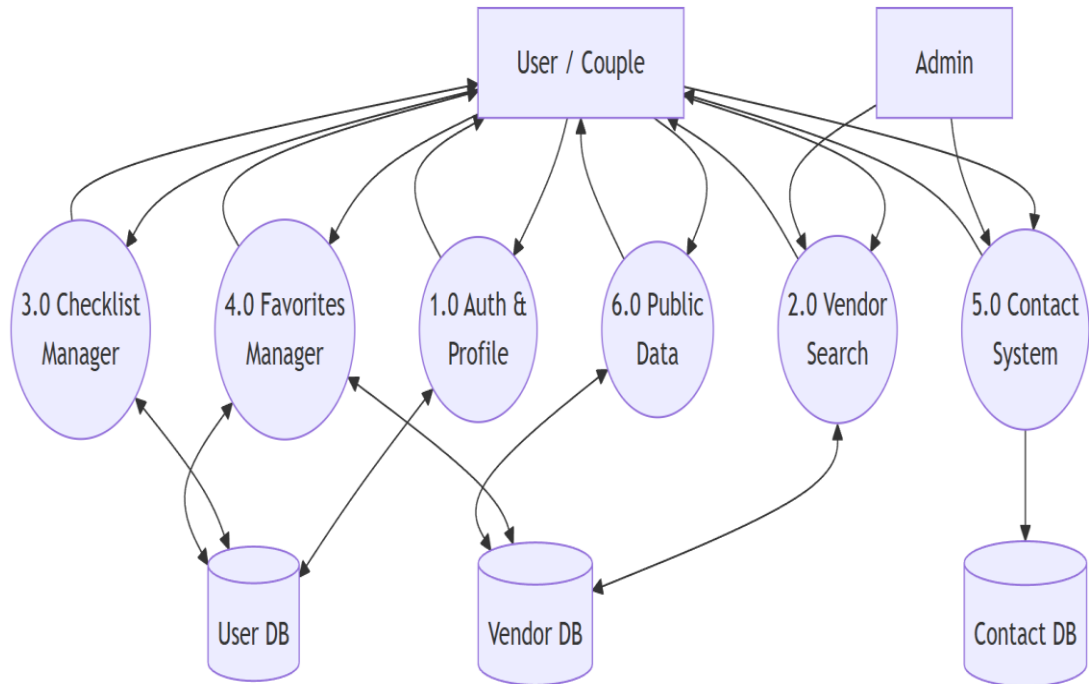 User / Couple
Admin
3.0 Checklist
Manager
4.0 Favorites
Manager
1.0 Auth &
Profile
6.0 Public
Data
2.0 Vendor
Search
5.0 Contact
System
User DB
Vendor DB
Contact DB